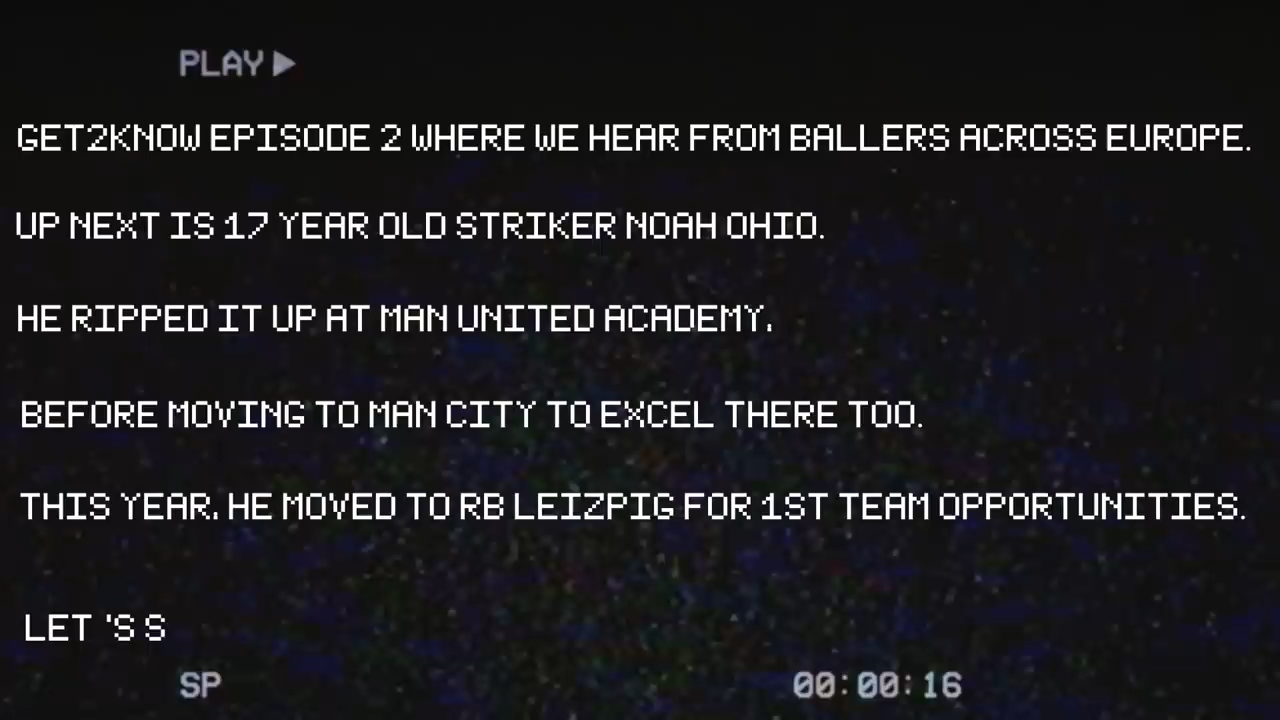 PLAY ▶
GET2KNOW EPISODE 2 WHERE WE HEAR FROM BALLERS ACROSS EUROPE.
UP NEXT IS 17 YEAR OLD STRIKER NOAH OHIO.
HE RIPPED IT UP AT MAN UNITED ACADEMY.
BEFORE MOVING TO MAN CITY TO EXCEL THERE TOO.
THIS YEAR, HE MOVED TO RB LEIZPIG FOR 1ST TEAM OPPORTUNITIES.
LET 'S S
SP 00:00:16